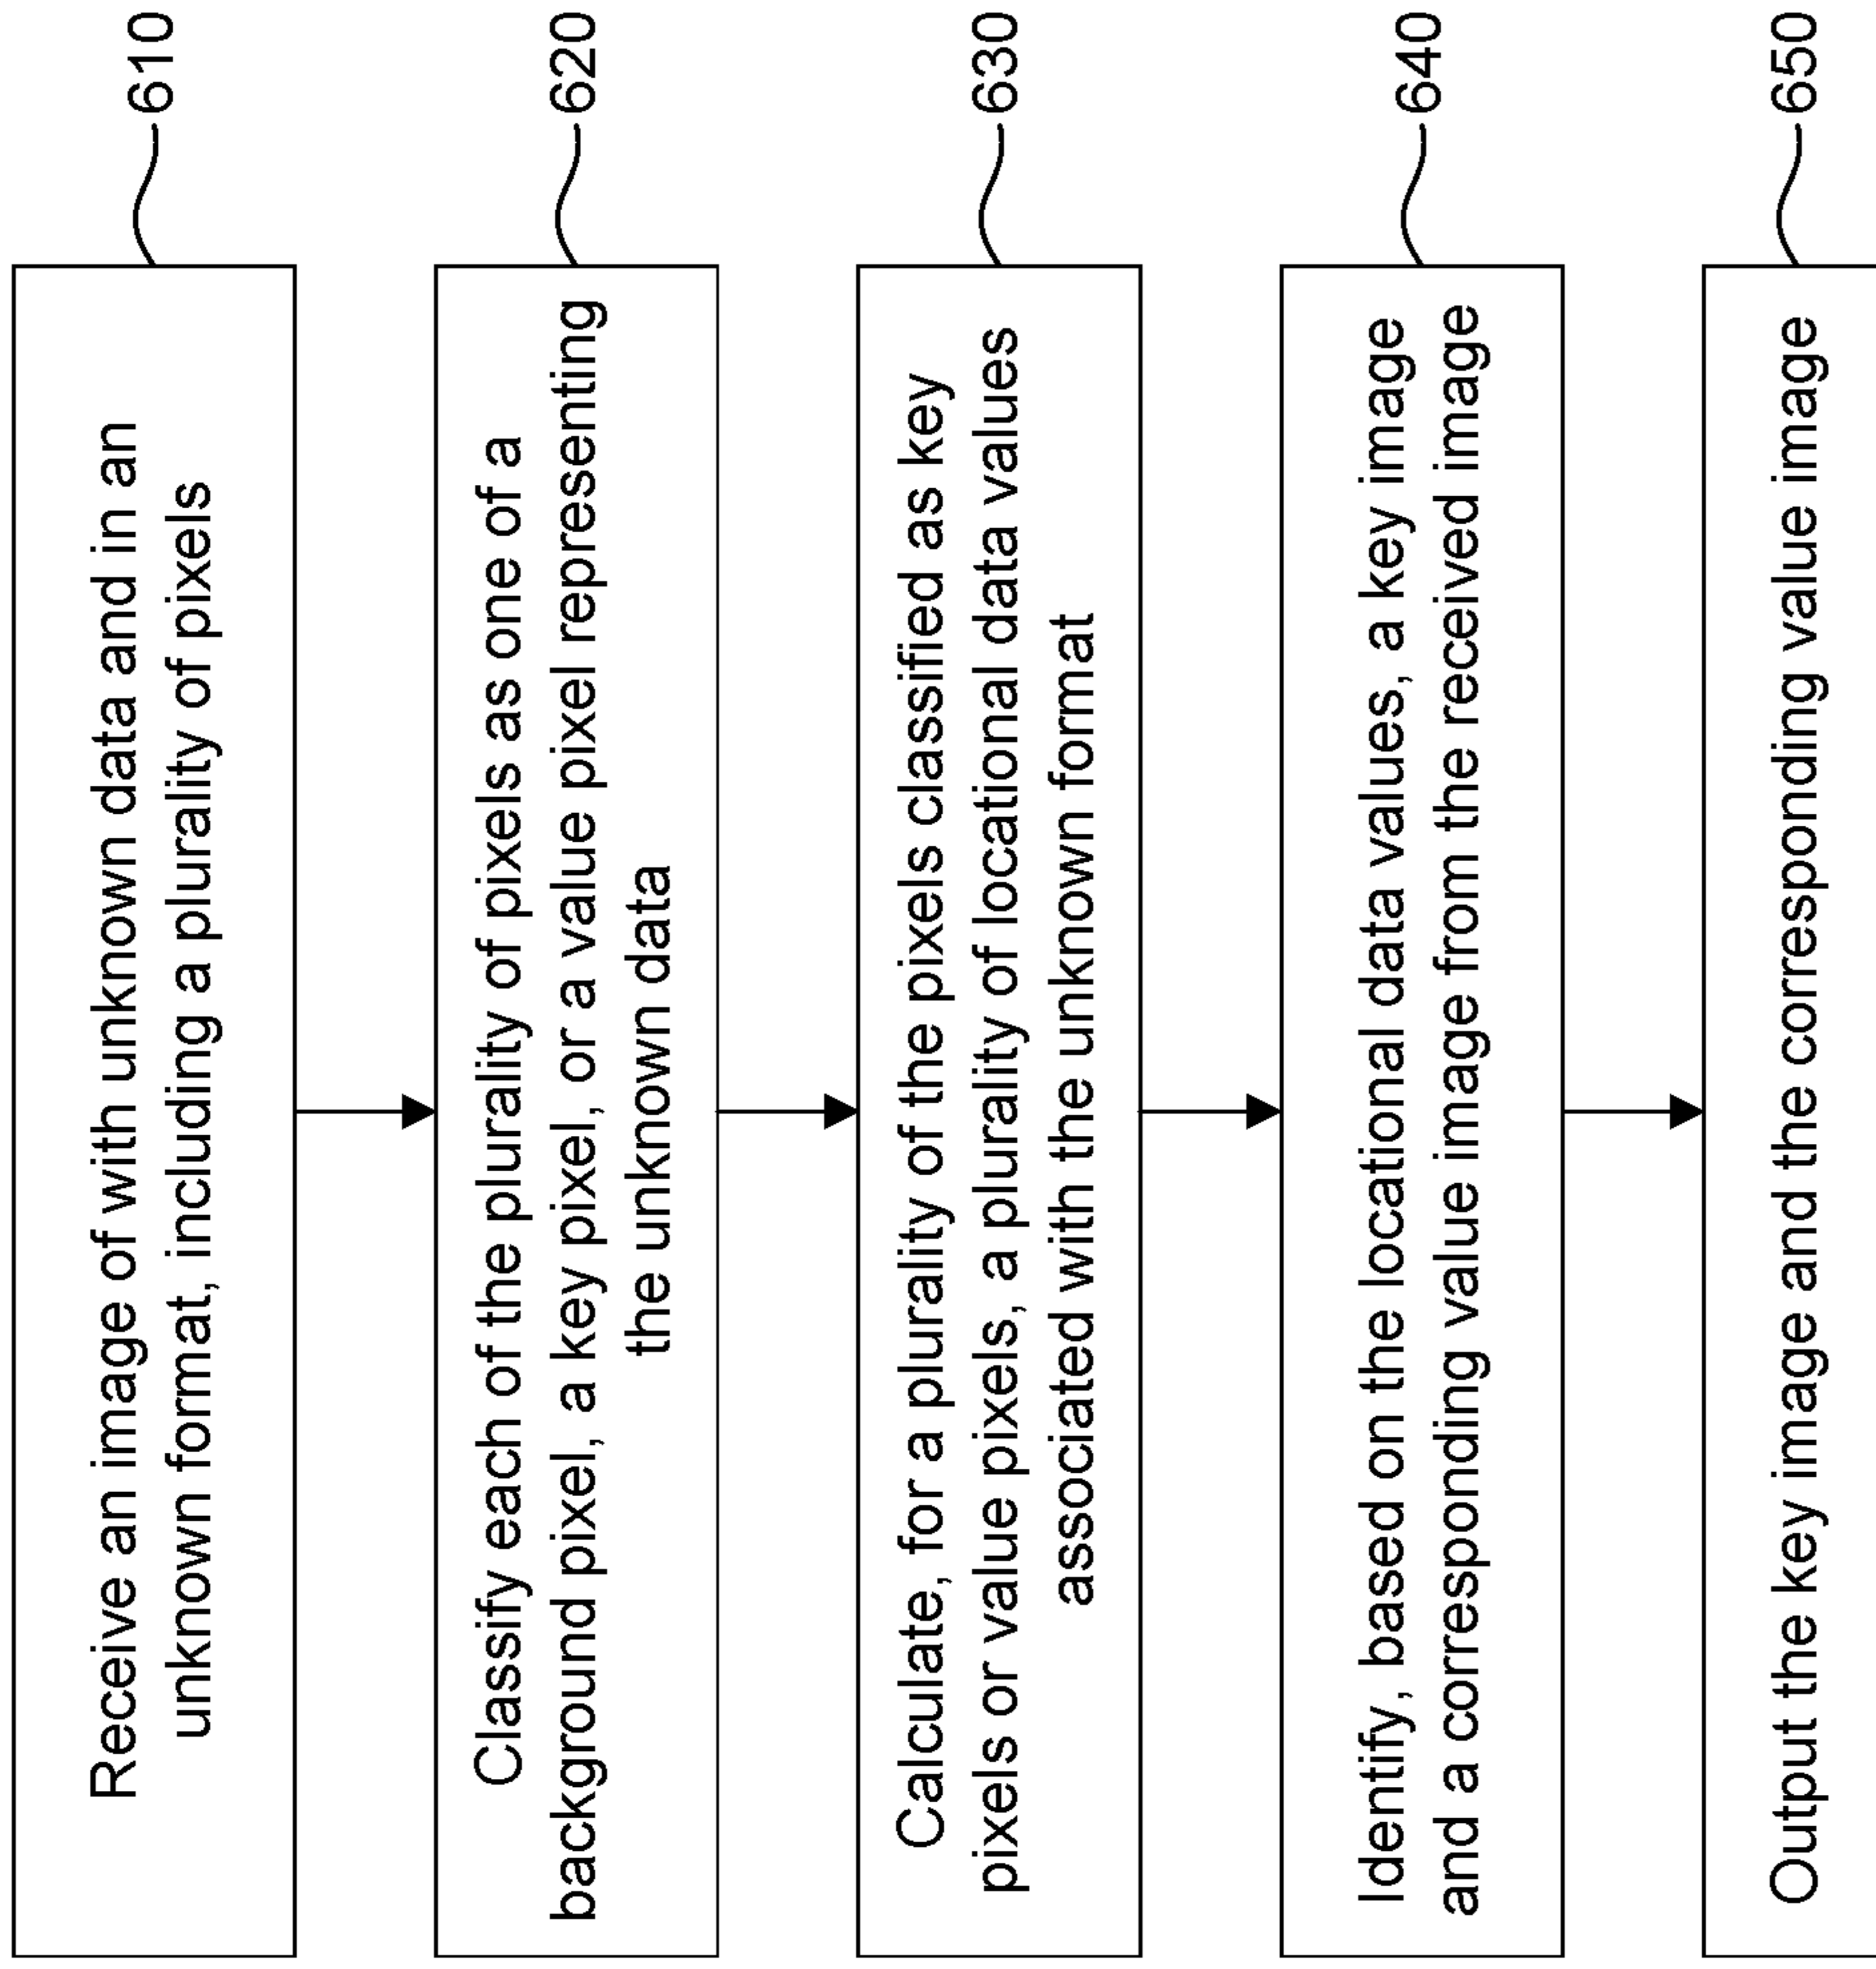 Receive an image of with unknown data and in an
unknown format, including a plurality of pixels
610
Classify each of the plurality of pixels as one of a
background pixel, a key pixel, or a value pixel representing
the unknown data
620
Calculate, for a plurality of the pixels classified as key
pixels or value pixels, a plurality of locational data values
associated with the unknown format
630
Identify, based on the locational data values, a key image
and a corresponding value image from the received image
640
Output the key image and the corresponding value image
650